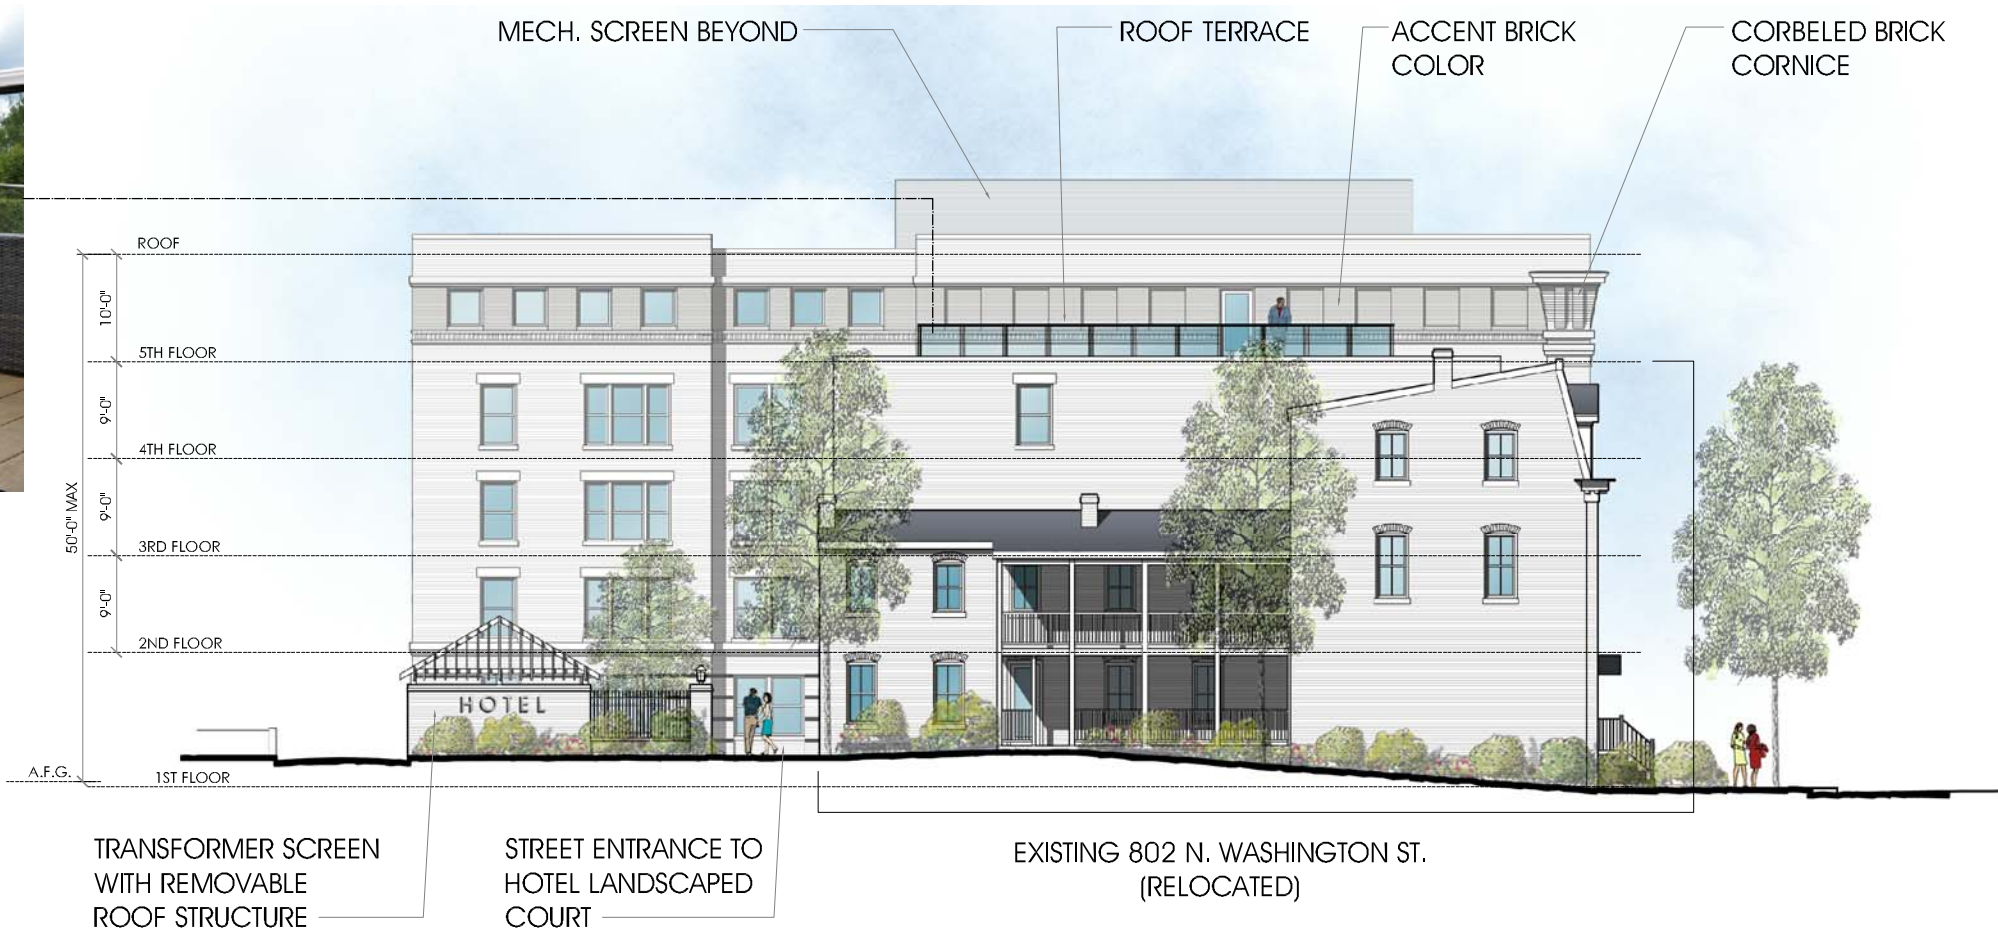 MECH. SCREEN BEYOND
ROOF TERRACE
ACCENT BRICK
COLOR
CORBELED BRICK
CORNICE
ROOF
10'-0"
5TH FLOOR
9'-0"
4TH FLOOR
50'-0" MAX
9'-0"
3RD FLOOR
9'-0"
2ND FLOOR
HOTEL
A.F.G.
1ST FLOOR
TRANSFORMER SCREEN
WITH REMOVABLE
ROOF STRUCTURE
STREET ENTRANCE TO
HOTEL LANDSCAPED
COURT
EXISTING 802 N. WASHINGTON ST.
(RELOCATED)